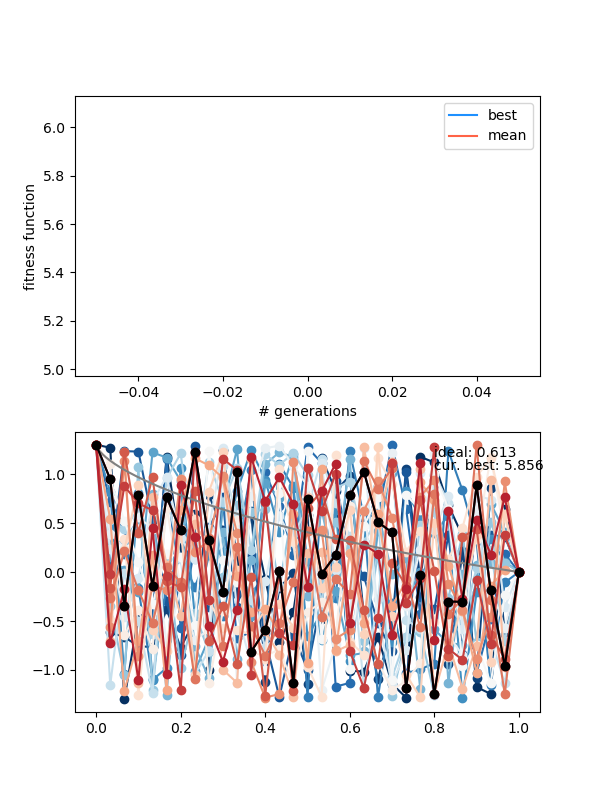 6.0
5.8
5.6
5.4
5.2
5.0
fitness function
best
mean
−0.04 −0.02 0.00 0.02 0.04
# generations
1.0
0.5
0.0
−0.5
−1.0
ideal: 0.613
cur. best: 5.856
0.0 0.2 0.4 0.6 0.8 1.0